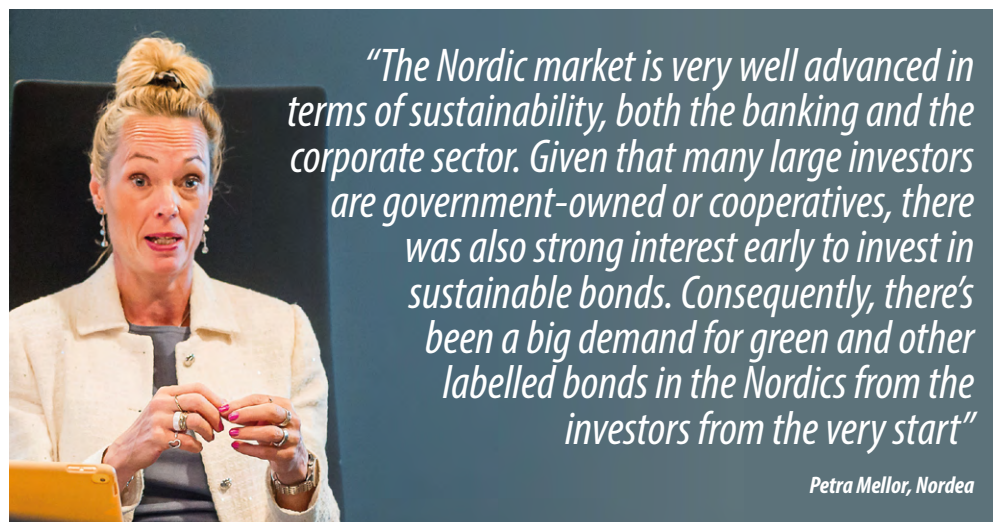 “The Nordic market is very well advanced in
terms of sustainability, both the banking and the
corporate sector. Given that many large investors
are government-owned or cooperatives, there
was also strong interest early to invest in
sustainable bonds. Consequently, there’s
been a big demand for green and other
labelled bonds in the Nordics from the
investors from the very start”
Petra Mellor, Nordea